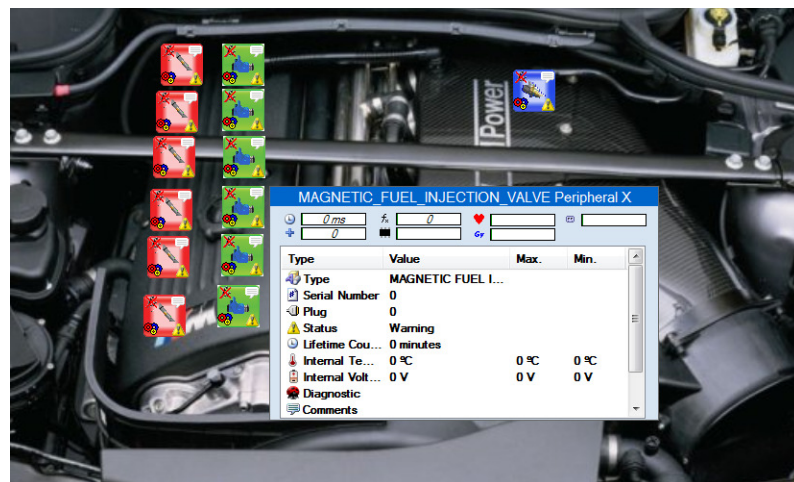 Power
MAGNETIC_FUEL_INJECTION_VALVE Peripheral X
0 ms fx 0
0 Gy
Type Value Max. Min.
Type MAGNETIC FUEL I...
Serial Number 0
Plug 0
Status Warning
Lifetime Cou... 0 minutes
Internal Te... 0 ºC 0 ºC 0 ºC
Internal Volt... 0 V 0 V 0 V
Diagnostic
Comments